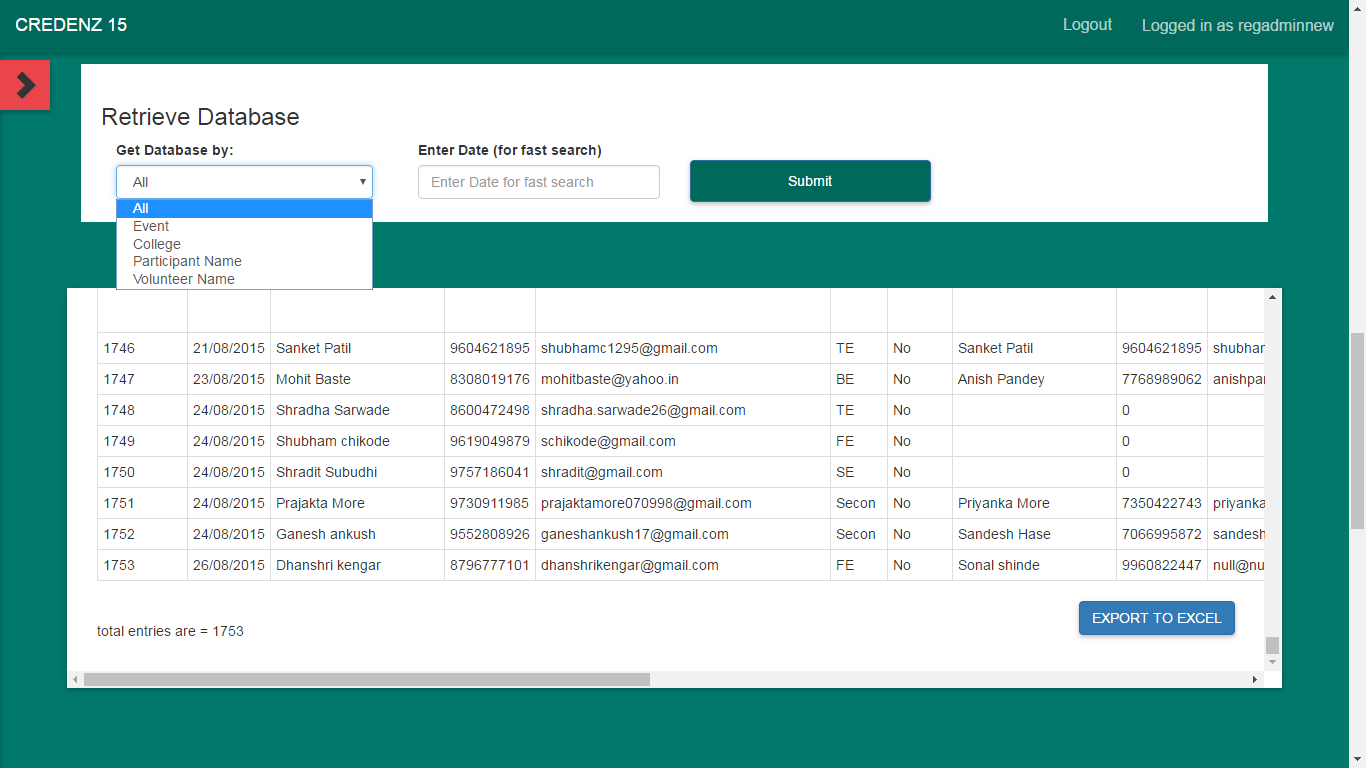 CREDENZ 15
Logout Logged in as regadminnew
Retrieve Database
Get Database by: Enter Date (for fast search)
All Enter Date for fast search Submit
All
Event
College
Participant Name
Volunteer Name
1746 21/08/2015 Sanket Patil 9604621895 shubhamc1295@gmail.com TE No Sanket Patil 9604621895 shubhar
1747 23/08/2015 Mohit Baste 8308019176 mohitbaste@yahoo.in BE No Anish Pandey 7768989062 anishpa
1748 24/08/2015 Shradha Sarwade 8600472498 shradha.sarwade26@gmail.com TE No 0
1749 24/08/2015 Shubham chikode 9619049879 schikode@gmail.com FE No 0
1750 24/08/2015 Shradit Subudhi 9757186041 shradit@gmail.com SE No 0
1751 24/08/2015 Prajakta More 9730911985 prajaktamore070998@gmail.com Secon No Priyanka More 7350422743 priyanka
1752 24/08/2015 Ganesh ankush 9552808926 ganeshankush17@gmail.com Secon No Sandesh Hase 7066995872 sandesh
1753 26/08/2015 Dhanshri kengar 8796777101 dhanshrikengar@gmail.com FE No Sonal shinde 9960822447 null@nu
EXPORT TO EXCEL
total entries are = 1753